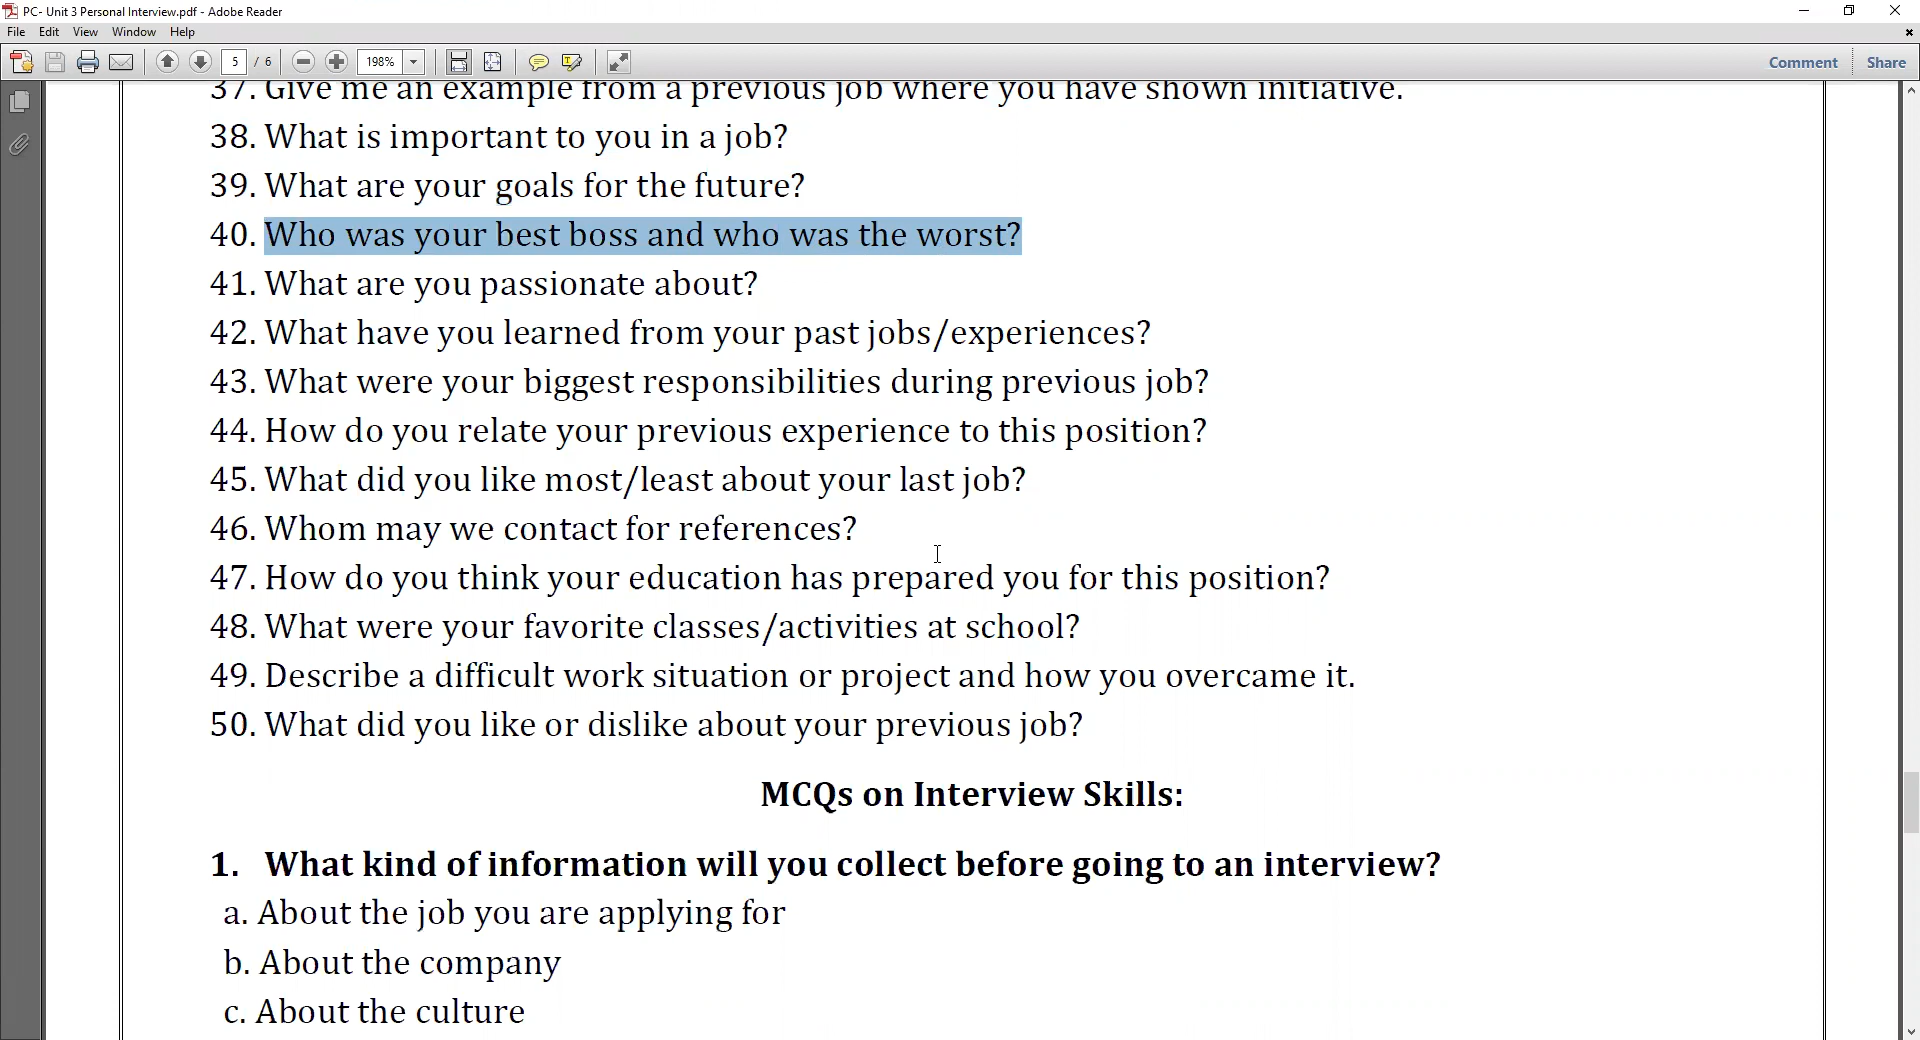 PC- Unit 3 Personal Interview.pdf - Adobe Reader
File Edit View Window Help
5 / 6 198% Comment Share
37. Give me an example from a previous job where you have shown initiative.
38. What is important to you in a job?
39. What are your goals for the future?
40. Who was your best boss and who was the worst?
41. What are you passionate about?
42. What have you learned from your past jobs/experiences?
43. What were your biggest responsibilities during previous job?
44. How do you relate your previous experience to this position?
45. What did you like most/least about your last job?
46. Whom may we contact for references?
47. How do you think your education has prepared you for this position?
48. What were your favorite classes/activities at school?
49. Describe a difficult work situation or project and how you overcame it.
50. What did you like or dislike about your previous job?
MCQs on Interview Skills:
1. What kind of information will you collect before going to an interview?
a. About the job you are applying for
b. About the company
c. About the culture